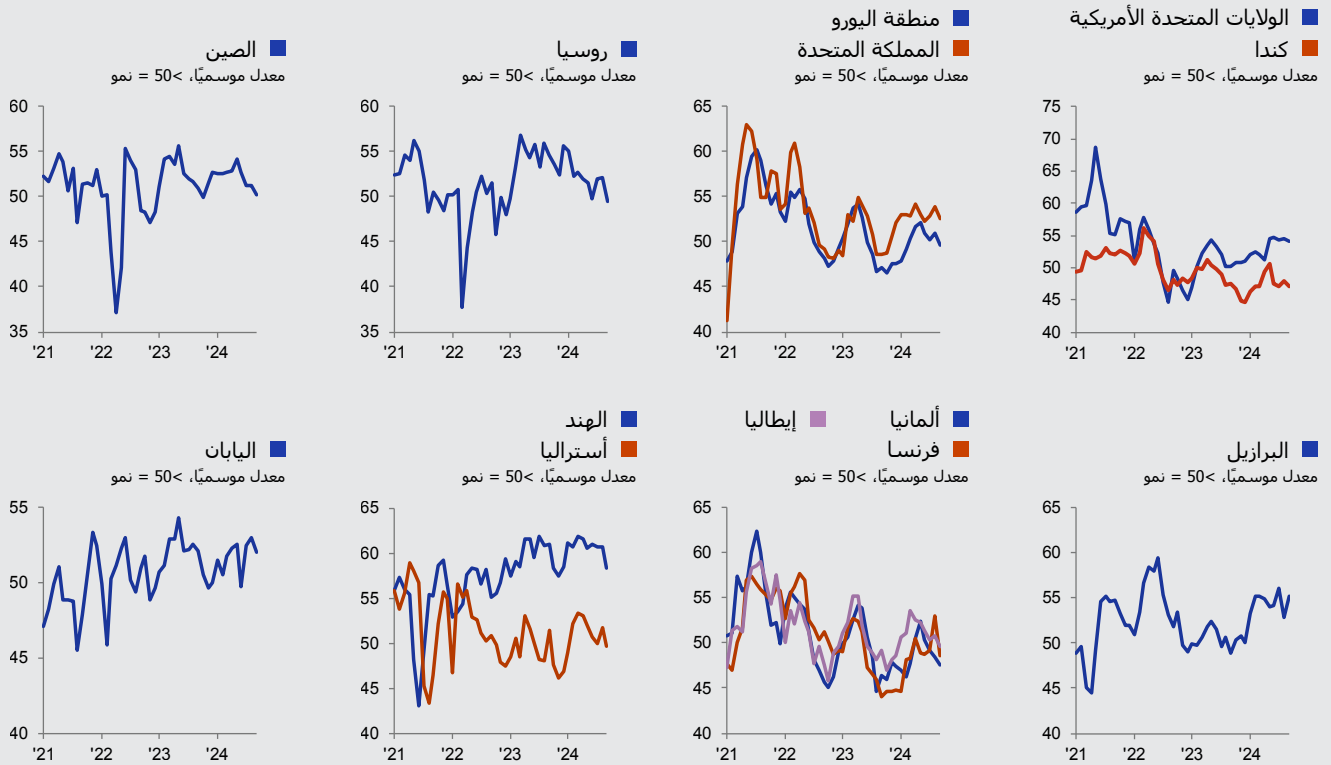 الولايات المتحدة الأمريكية
كندا
معدل موسميًا، >50 = نمو
75
70
65
60
55
50
45
40
'21 '22 '23 '24
منطقة اليورو
المملكة المتحدة
معدل موسميًا، >50 = نمو
65
60
55
50
45
40
'21 '22 '23 '24
روسيا
معدل موسميًا، >50 = نمو
60
55
50
45
40
35
'21 '22 '23 '24
الصين
معدل موسميًا، >50 = نمو
60
55
50
45
40
35
'21 '22 '23 '24
البرازيل
معدل موسميًا، >50 = نمو
65
60
55
50
45
40
'21 '22 '23 '24
ألمانيا إيطاليا
فرنسا
معدل موسميًا، >50 = نمو
65
60
55
50
45
40
'21 '22 '23 '24
الهند
أستراليا
معدل موسميًا، >50 = نمو
65
60
55
50
45
40
'21 '22 '23 '24
اليابان
معدل موسميًا، >50 = نمو
55
50
45
40
'21 '22 '23 '24